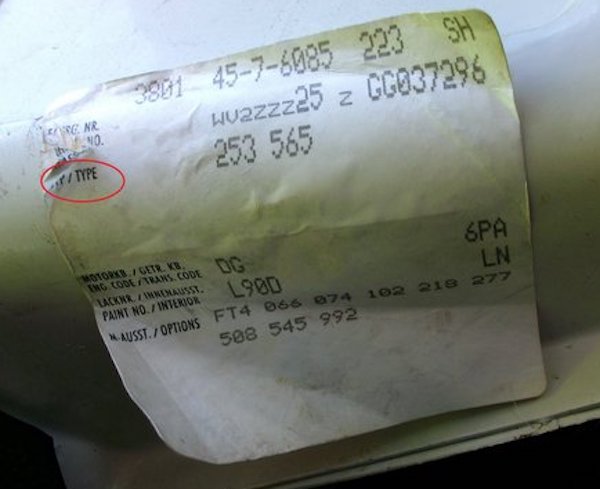 3801 45-7-6085 223 SH
WV2ZZZ25 Z GG037296
NR.
NO.
253 565
/ TYPE
MOTORKB. / GETR. KB. DG 6PA
ENG. CODE / TRANS. CODE
LACKNR. / INNENAUSST. L90D LN
PAINT NO. / INTERIOR
FT4 066 074 102 218 277
M-AUSST. / OPTIONS 508 545 992